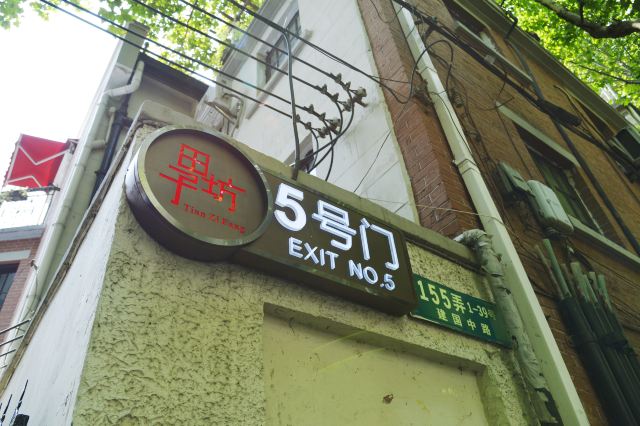 田子坊
Tian Zi Fang
5号门
EXIT NO.5
155弄 1-39号
建国中路